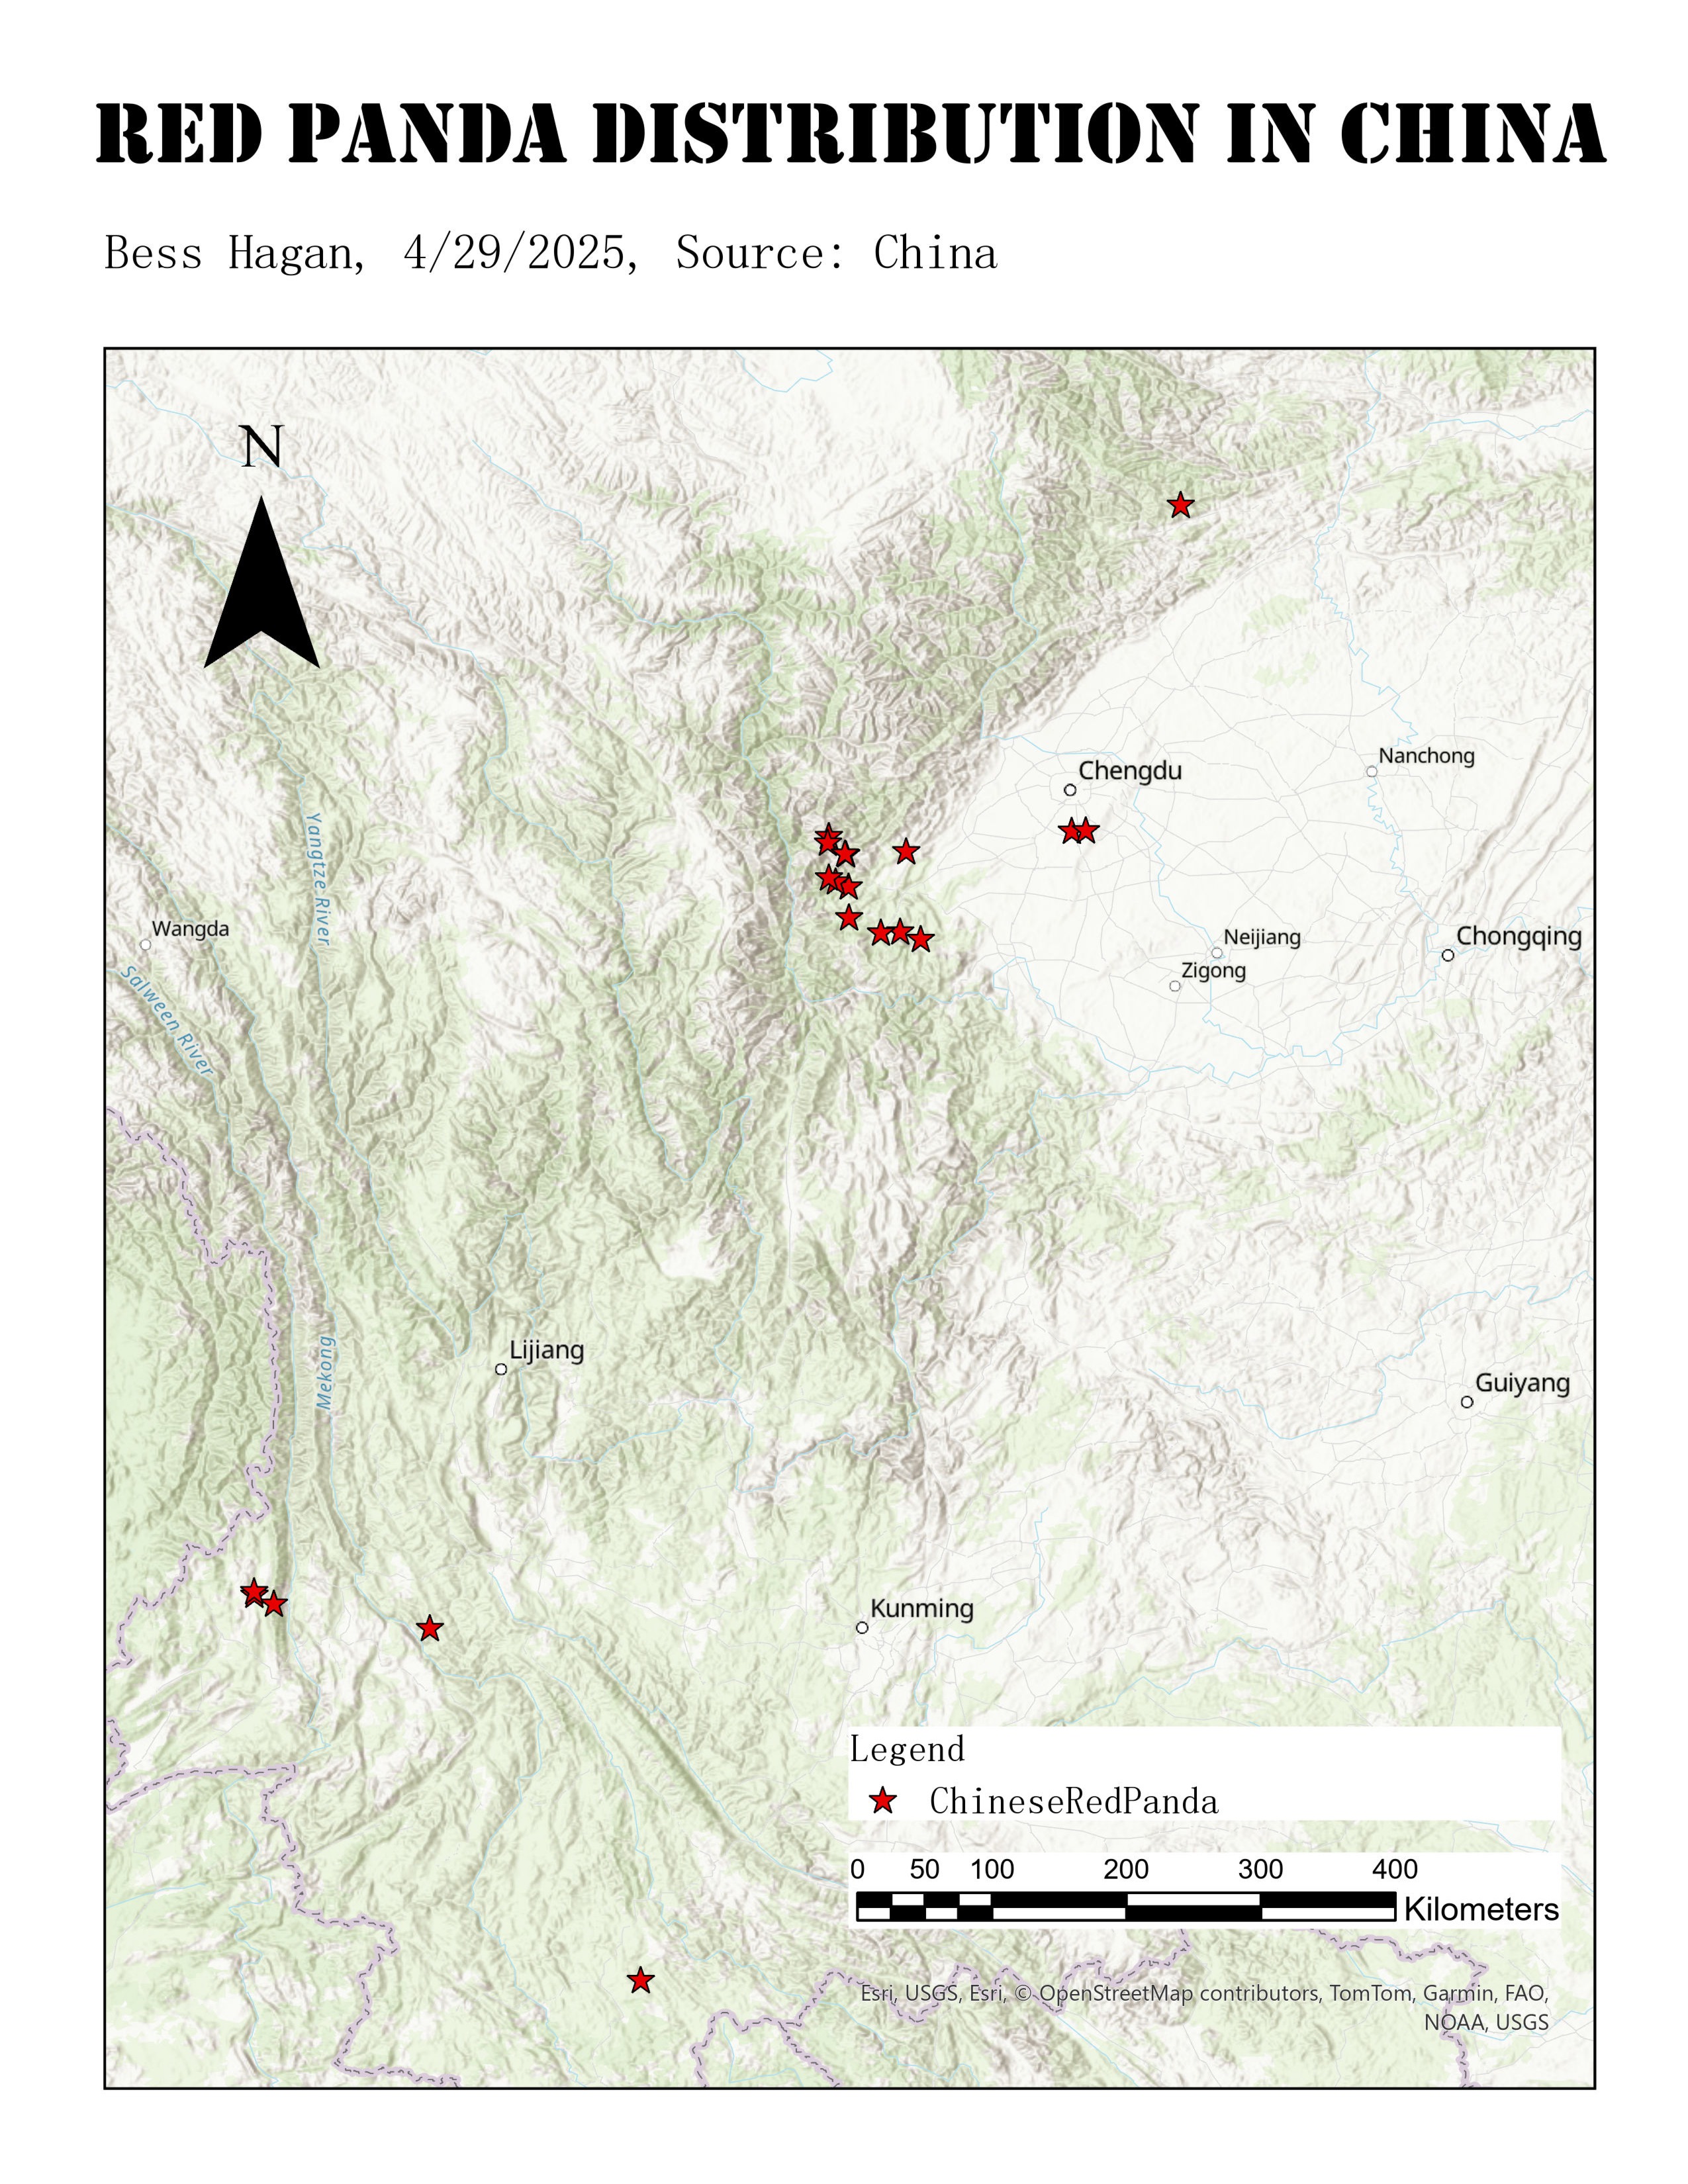 RED PANDA DISTRIBUTION IN CHINA
Bess Hagan, 4/29/2025, Source: China
N
Chengdu
Nanchong
Yangtze River
Wangda
Neijiang
Chongqing
Zigong
Salween River
Mekong
Lijiang
Guiyang
Kunming
Legend
ChineseRedPanda
0 50 100 200 300 400
Kilometers
Esri, USGS, Esri, © OpenStreetMap contributors, TomTom, Garmin, FAO,
NOAA, USGS